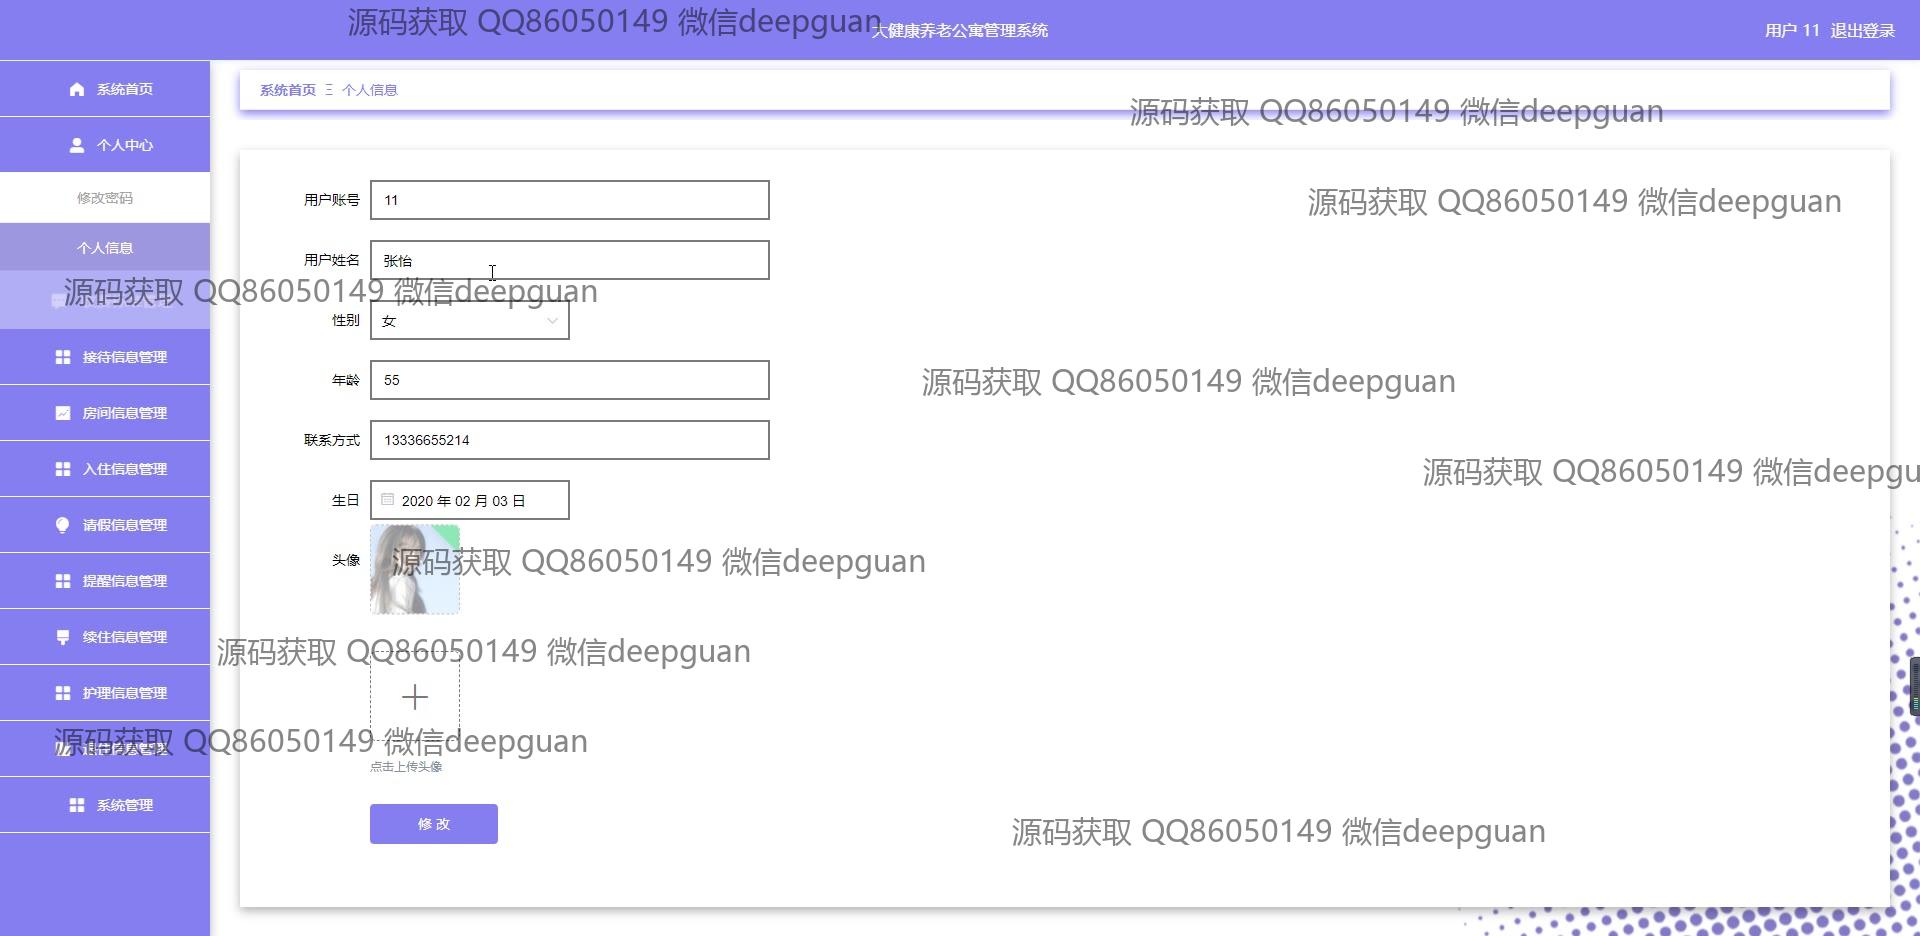 源码获取 QQ86050149 微信deepguan
大健康养老公寓管理系统
用户 11 退出登录
系统首页
个人中心
修改密码
个人信息
接待信息管理
房间信息管理
入住信息管理
请假信息管理
提醒信息管理
续住信息管理
护理信息管理
系统管理
系统首页 Ξ 个人信息
源码获取 QQ86050149 微信deepguan
源码获取 QQ86050149 微信deepguan
用户账号 11
用户姓名 张怡
源码获取 QQ86050149 微信deepguan
性别 女
年龄 55
源码获取 QQ86050149 微信deepguan
联系方式 13336655214
源码获取 QQ86050149 微信deepgu
生日 2020 年 02 月 03 日
头像
源码获取 QQ86050149 微信deepguan
源码获取 QQ86050149 微信deepguan
源码获取 QQ86050149 微信deepguan
点击上传头像
修 改
源码获取 QQ86050149 微信deepguan